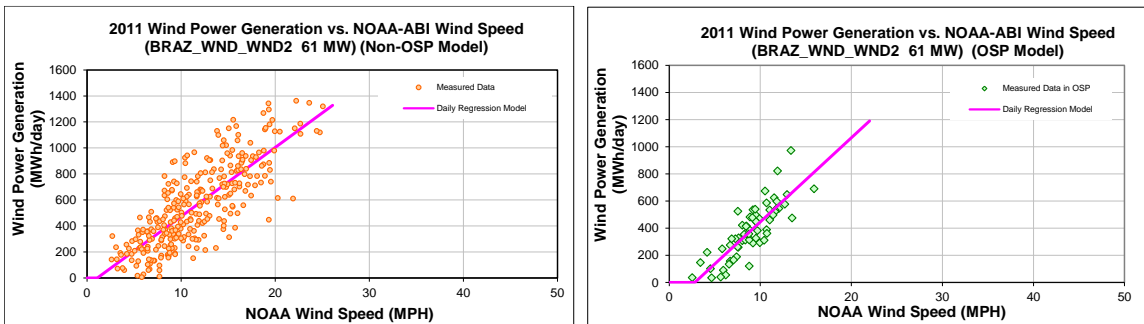 2011 Wind Power Generation vs. NOAA-ABI Wind Speed
(BRAZ_WND_WND2  61 MW) (Non-OSP Model)
Wind Power Generation
(MWh/day)
1600
1400
1200
1000
800
600
400
200
0
Measured Data
Daily Regression Model
0 10 20 30 40 50
NOAA Wind Speed (MPH)
2011 Wind Power Generation vs. NOAA-ABI Wind Speed
(BRAZ_WND_WND2  61 MW)  (OSP Model)
Wind Power Generation
(MWh/day)
1600
1400
1200
1000
800
600
400
200
0
Measured Data in OSP
Daily Regression Model
0 10 20 30 40 50
NOAA Wind Speed (MPH)